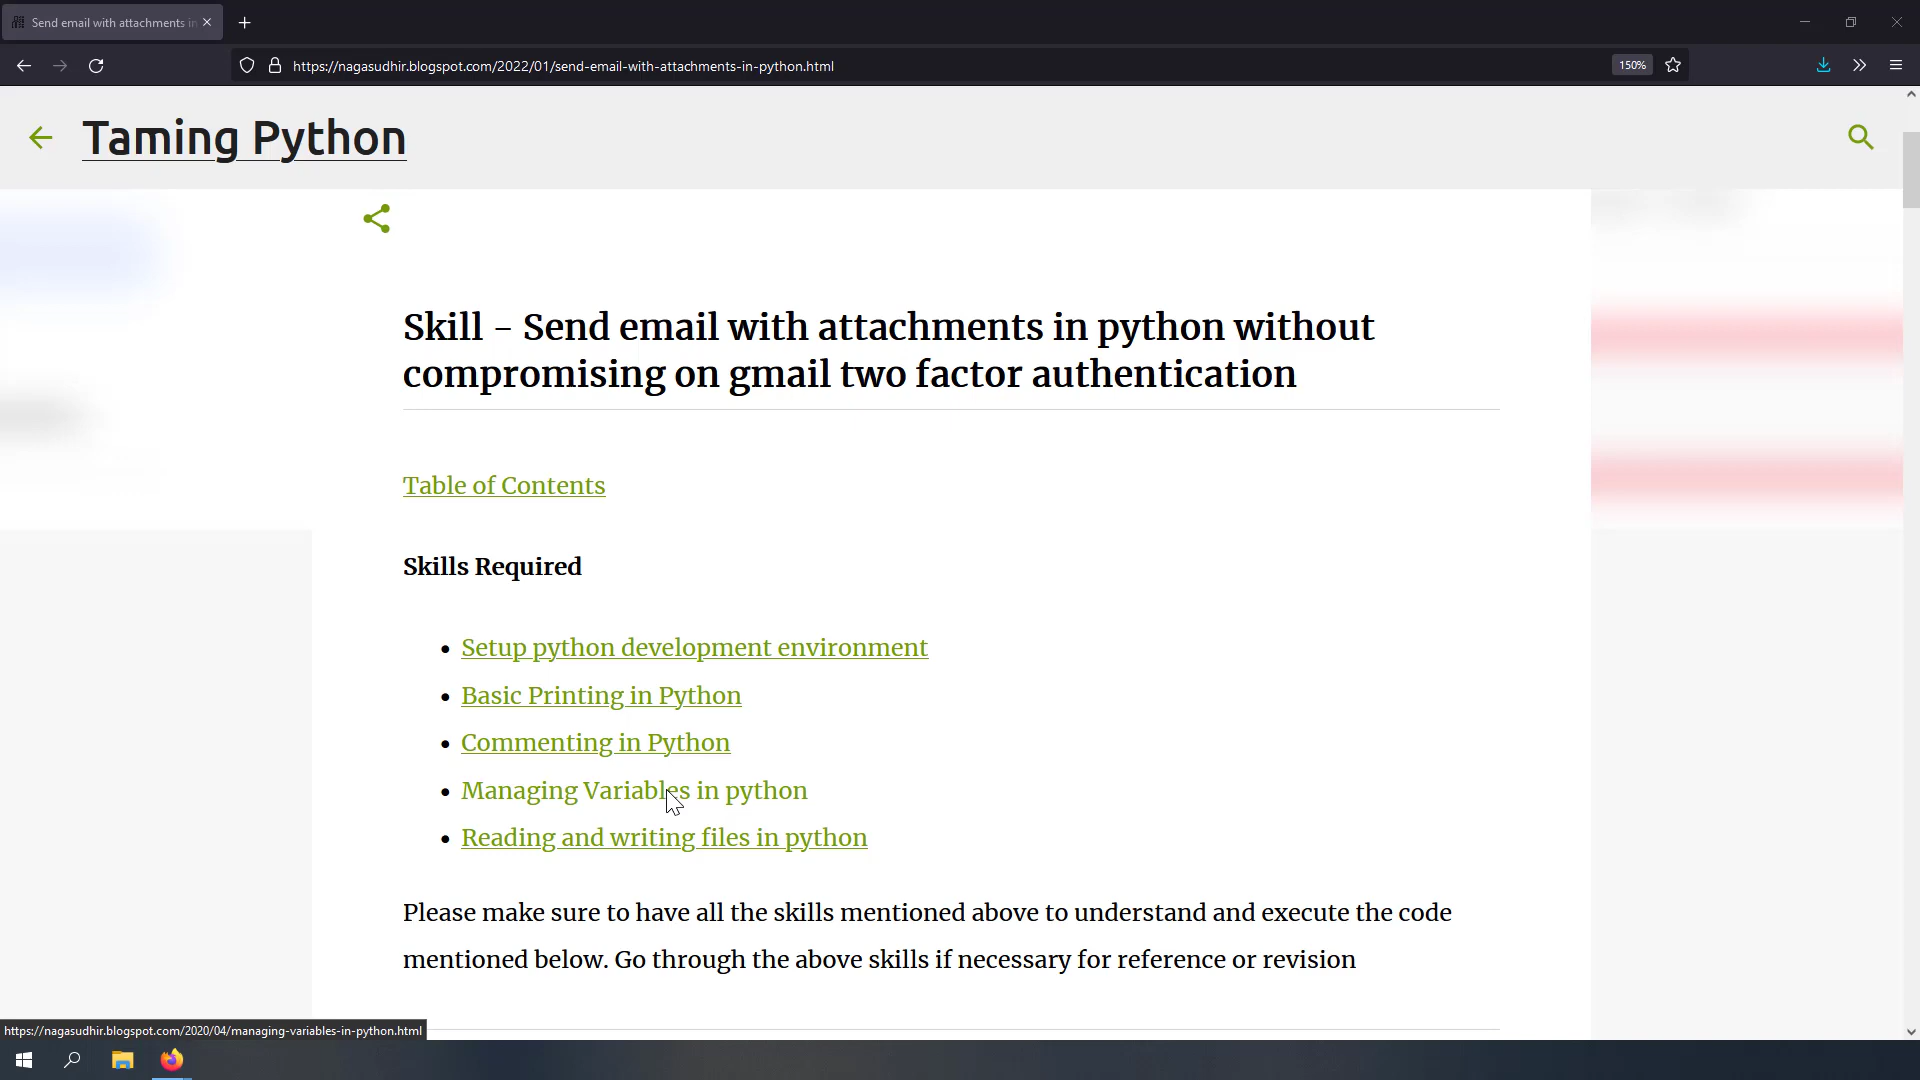 Send email with attachments in
https://nagasudhir.blogspot.com/2022/01/send-email-with-attachments-in-python.html
150%
Taming Python
Skill - Send email with attachments in python without
compromising on gmail two factor authentication
Table of Contents
Skills Required
Setup python development environment
Basic Printing in Python
Commenting in Python
Managing Variables in python
Reading and writing files in python
Please make sure to have all the skills mentioned above to understand and execute the code
mentioned below. Go through the above skills if necessary for reference or revision
https://nagasudhir.blogspot.com/2020/04/managing-variables-in-python.html